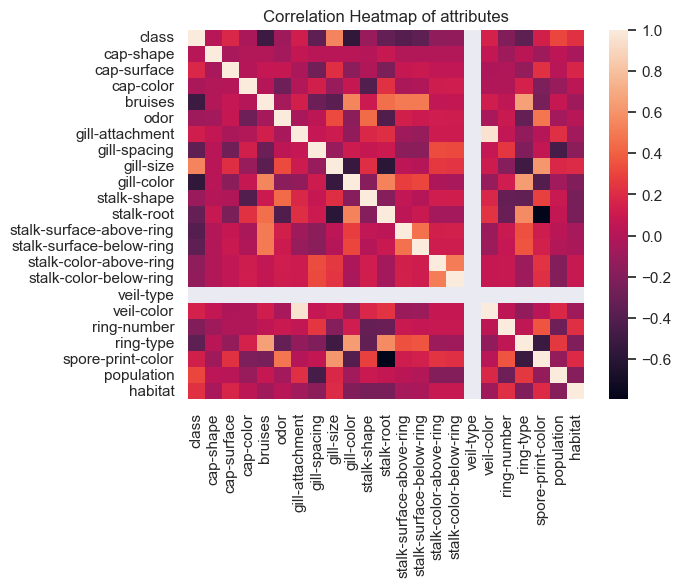 Correlation Heatmap of attributes
class
cap-shape
cap-surface
cap-color
bruises
odor
gill-attachment
gill-spacing
gill-size
gill-color
stalk-shape
stalk-root
stalk-surface-above-ring
stalk-surface-below-ring
stalk-color-above-ring
stalk-color-below-ring
veil-type
veil-color
ring-number
ring-type
spore-print-color
population
habitat
class
cap-shape
cap-surface
cap-color
bruises
odor
gill-attachment
gill-spacing
gill-size
gill-color
stalk-shape
stalk-root
stalk-surface-above-ring
stalk-surface-below-ring
stalk-color-above-ring
stalk-color-below-ring
veil-type
veil-color
ring-number
ring-type
spore-print-color
population
habitat
1.0
0.8
0.6
0.4
0.2
0.0
−0.2
−0.4
−0.6